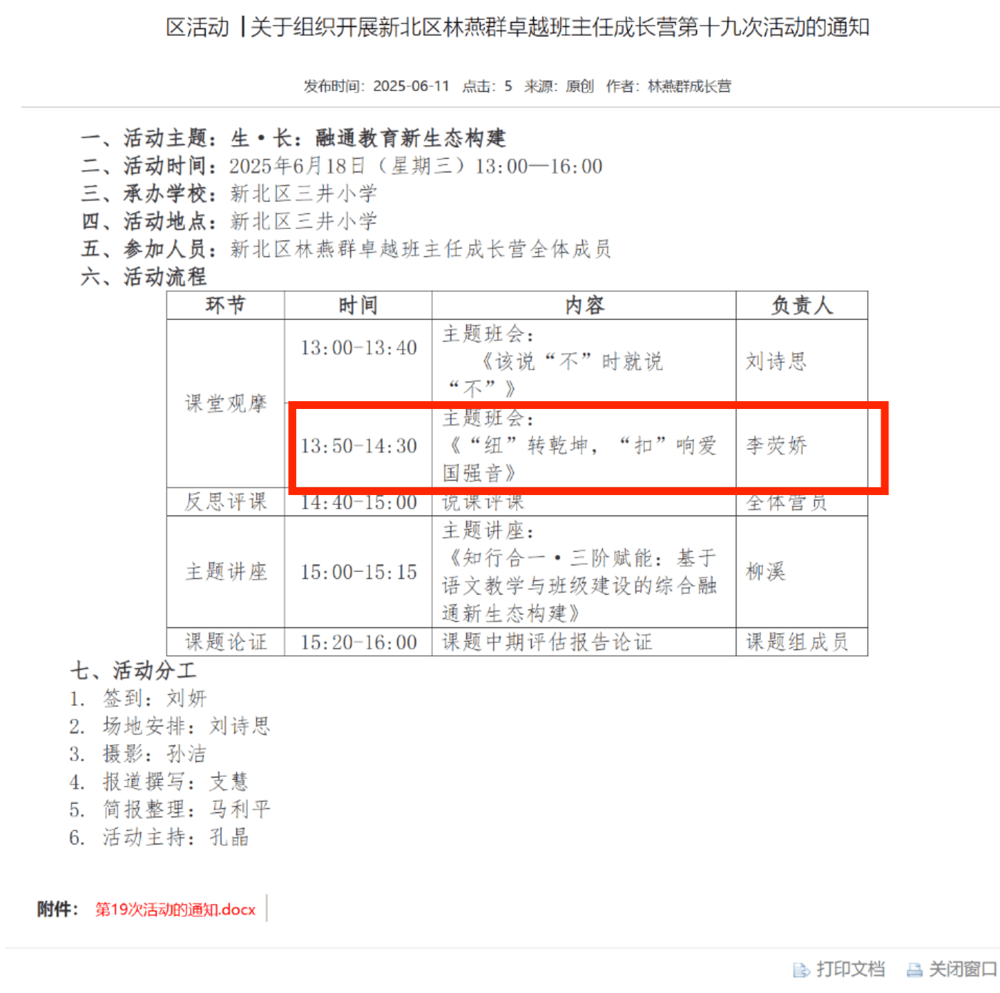 区活动 |关于组织开展新北区林燕群卓越班主任成长营第十九次活动的通知
发布时间：2025-06-11 点击：5 来源：原创 作者：林燕群成长营
一、活动主题：生·长：融通教育新生态构建
二、活动时间：2025年6月18日（星期三）13:00—16:00
三、承办学校：新北区三井小学
四、活动地点：新北区三井小学
五、参加人员：新北区林燕群卓越班主任成长营全体成员
六、活动流程
环节 时间 内容 负责人
课堂观摩
13:00-13:40
主题班会：
《该说“不”时就说
“不”》
刘诗思
13:50-14:30
主题班会：
《“纽”转乾坤，“扣”响爱
国强音》
李荧娇
反思评课 14:40-15:00 说课评课 全体营员
主题讲座
15:00-15:15
主题讲座：
《知行合一·三阶赋能：基于
语文教学与班级建设的综合融
通新生态构建》
柳溪
课题论证 15:20-16:00 课题中期评估报告论证 课题组成员
七、活动分工
1. 签到：刘妍
2. 场地安排：刘诗思
3. 摄影：孙洁
4. 报道撰写：支慧
5. 简报整理：马利平
6. 活动主持：孔晶
附件： 第19次活动的通知.docx
打印文档 关闭窗口